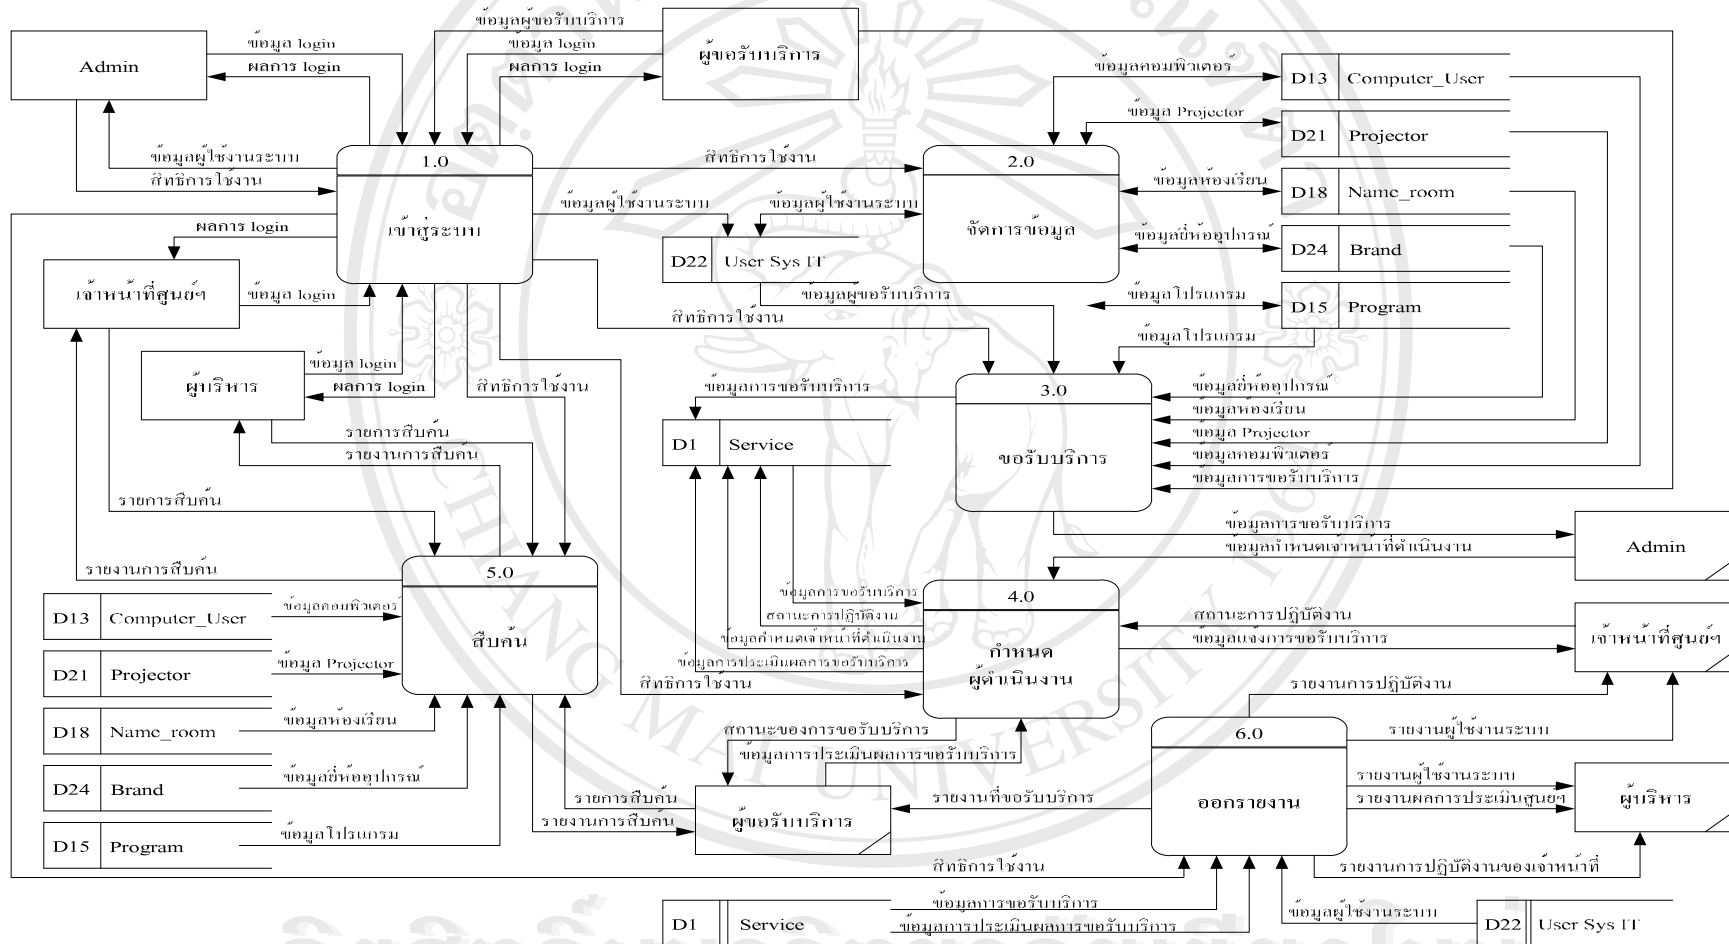 ข้อมูลผู้ขอรับบริการ
ข้อมูล login
ข้อมูล login
ผู้ขอรับบริการ
Admin
ผลการ login
ผลการ login
ข้อมูลคอมพิวเตอร์
D13 Computer_User
ข้อมูล Projector
D21 Projector
ข้อมูลผู้ใช้งานระบบ
สิทธิการใช้งาน
1.0
เข้าสู่ระบบ
สิทธิการใช้งาน
2.0
จัดการข้อมูล
ข้อมูลห้องเรียน
D18 Name_room
ข้อมูลผู้ใช้งานระบบ
ข้อมูลผู้ใช้งานระบบ
ผลการ login
ข้อมูลยี่ห้ออุปกรณ์
D24 Brand
D22 User Sys IT
เจ้าหน้าที่ศูนย์ฯ
ข้อมูล login
ข้อมูลผู้ขอรับบริการ
ข้อมูลโปรแกรม
D15 Program
สิทธิการใช้งาน
ข้อมูลโปรแกรม
ผู้บริหาร
ข้อมูล login
ผลการ login
สิทธิการใช้งาน
ข้อมูลการขอรับบริการ
3.0
ขอรับบริการ
ข้อมูลยี่ห้ออุปกรณ์
ข้อมูลห้องเรียน
ข้อมูล Projector
ข้อมูลคอมพิวเตอร์
ข้อมูลการขอรับบริการ
D1 Service
รายการสืบค้น
รายงานการสืบค้น
รายการสืบค้น
ข้อมูลการขอรับบริการ
ข้อมูลกำหนดเจ้าหน้าที่ดำเนินงาน
Admin
รายงานการสืบค้น
5.0
สืบค้น
D13 Computer_User
ข้อมูลคอมพิวเตอร์
D21 Projector
ข้อมูล Projector
D18 Name_room
ข้อมูลห้องเรียน
D24 Brand
ข้อมูลยี่ห้ออุปกรณ์
D15 Program
ข้อมูลโปรแกรม
ข้อมูลการขอรับบริการ
สถานะการปฏิบัติงาน
ข้อมูลกำหนดเจ้าหน้าที่ดำเนินงาน
ข้อมูลการประเมินผลการขอรับบริการ
สิทธิการใช้งาน
4.0
กำหนด
ผู้ดำเนินงาน
สถานะการปฏิบัติงาน
ข้อมูลแจ้งการขอรับบริการ
เจ้าหน้าที่ศูนย์ฯ
รายงานการปฏิบัติงาน
รายงานผู้ใช้งานระบบ
สถานะของการขอรับบริการ
ข้อมูลการประเมินผลการขอรับบริการ
6.0
ออกรายงาน
รายงานผู้ใช้งานระบบ
รายงานผลการประเมินศูนย์ฯ
ผู้บริหาร
รายการสืบค้น
รายงานการสืบค้น
ผู้ขอรับบริการ
รายงานที่ขอรับบริการ
สิทธิการใช้งาน
รายงานการปฏิบัติงานของเจ้าหน้าที่
D1 Service
ข้อมูลการขอรับบริการ
ข้อมูลการประเมินผลการขอรับบริการ
ข้อมูลผู้ใช้งานระบบ
D22 User Sys IT
CHIANG MAI UNIVERSITY 1964